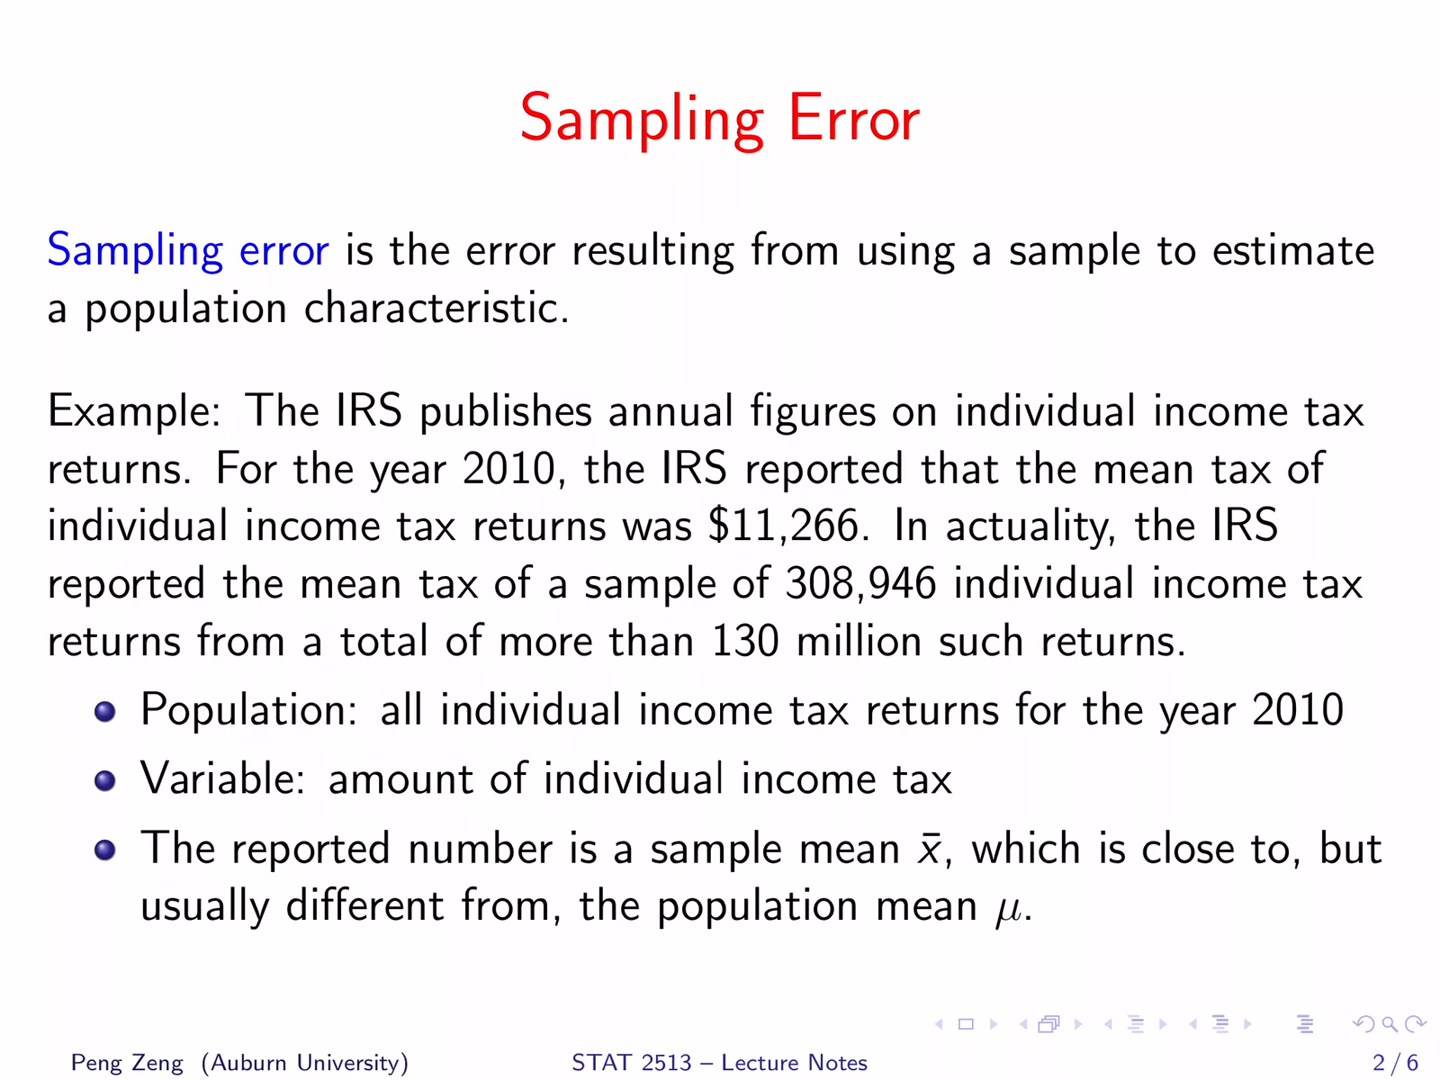 Sampling Error
Sampling error is the error resulting from using a sample to estimate
a population characteristic.
Example: The IRS publishes annual figures on individual income tax
returns. For the year 2010, the IRS reported that the mean tax of
individual income tax returns was $11,266. In actuality, the IRS
reported the mean tax of a sample of 308,946 individual income tax
returns from a total of more than 130 million such returns.
Population: all individual income tax returns for the year 2010
Variable: amount of individual income tax
The reported number is a sample mean x̄, which is close to, but
usually different from, the population mean μ.
Peng Zeng (Auburn University) STAT 2513 – Lecture Notes 2 / 6